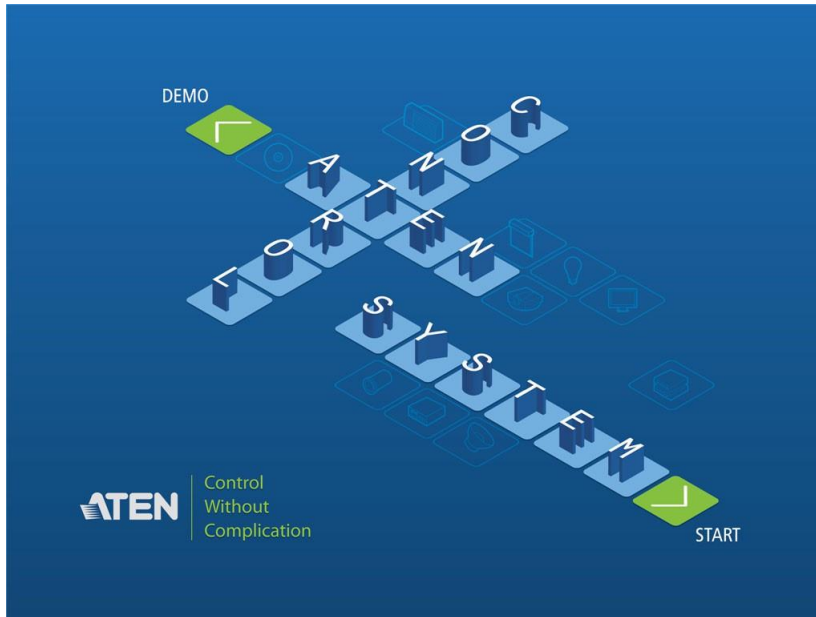 DEMO
CONTROL
ATEN
SYSTEM
ATEN
Control
Without
Complication
START